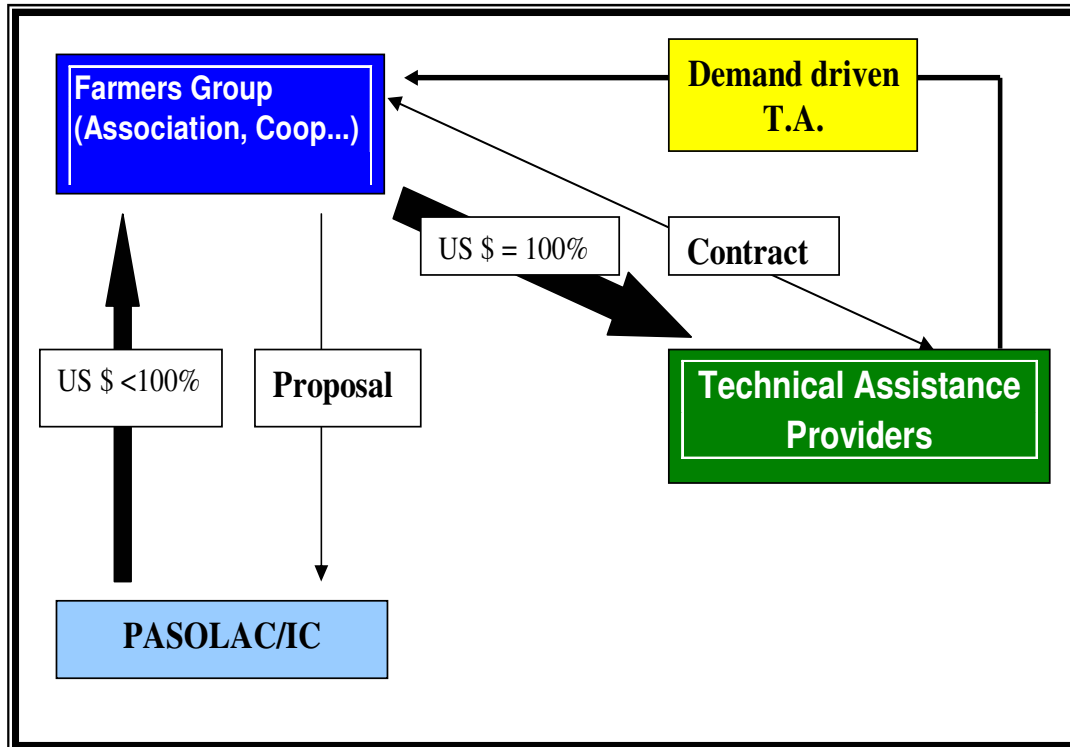 Farmers Group
(Association, Coop...)
Demand driven
T.A.
US $ = 100%
Contract
US $ <100%
Proposal
Technical Assistance
Providers
PASOLAC/IC